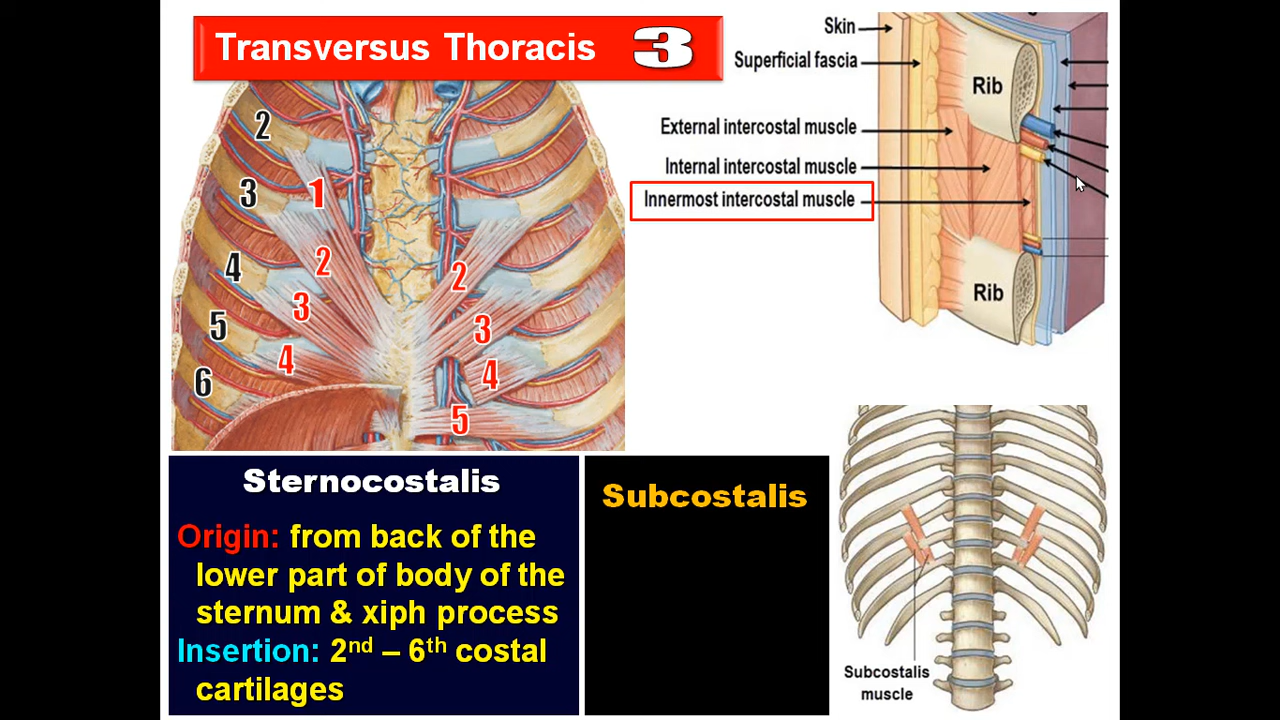 Transversus Thoracis 3
2
3
4
5
6
1
2
3
4
2
3
4
5
Skin
Superficial fascia
External intercostal muscle
Internal intercostal muscle
Innermost intercostal muscle
Rib
Rib
Sternocostalis
Origin: from back of the
lower part of body of the
sternum & xiph process
Insertion: 2nd – 6th costal
cartilages
Subcostalis
Subcostalis
muscle